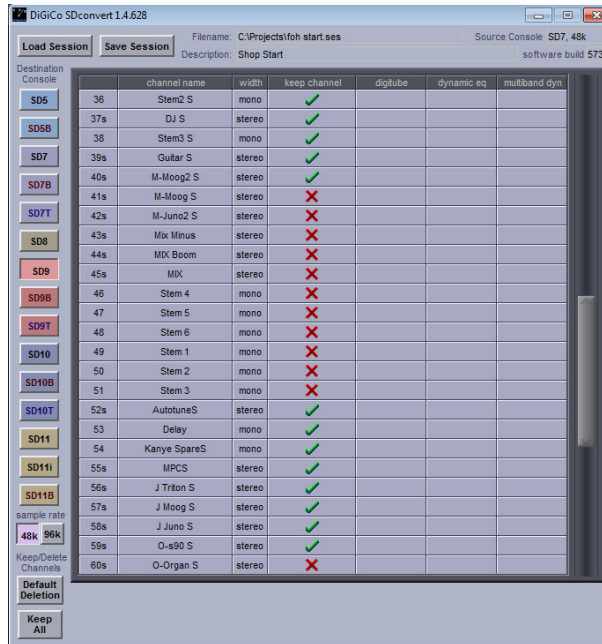 DiGiCo SDconvert 1.4.628
Load Session Save Session
Filename: C:\Projects\foh start.ses Source Console SD7, 48k
Description: Shop Start software build 573
Destination
Console
SD5
SD5B
SD7
SD7B
SD7T
SD8
SD9
SD9B
SD9T
SD10
SD10B
SD10T
SD11
SD11i
SD11B
sample rate
48k 96k
Keep/Delete
Channels
Default
Deletion
Keep
All
channel name width keep channel digitube dynamic eq multiband dyn
36 Stem2 S mono
37s DJ S stereo
38 Stem3 S mono
39s Guitar S stereo
40s M-Moog2 S stereo
41s M-Moog S stereo
42s M-Juno2 S stereo
43s Mix Minus stereo
44s MIX Boom stereo
45s MIX stereo
46 Stem 4 mono
47 Stem 5 mono
48 Stem 6 mono
49 Stem 1 mono
50 Stem 2 mono
51 Stem 3 mono
52s AutotuneS stereo
53 Delay mono
54 Kanye SpareS mono
55s MPCS stereo
56s J Triton S stereo
57s J Moog S stereo
58s J Juno S stereo
59s O-s90 S stereo
60s O-Organ S stereo